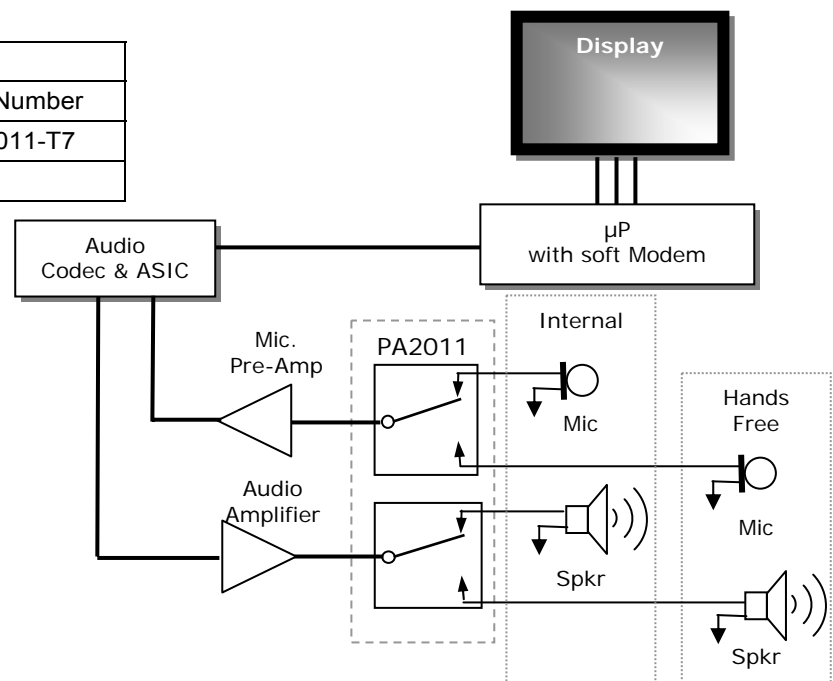 Number
011-T7
Display
µP
with soft Modem
Audio
Codec & ASIC
Internal
Mic.
Pre-Amp
PA2011
Mic
Hands
Free
Audio
Amplifier
Mic
Spkr
Spkr